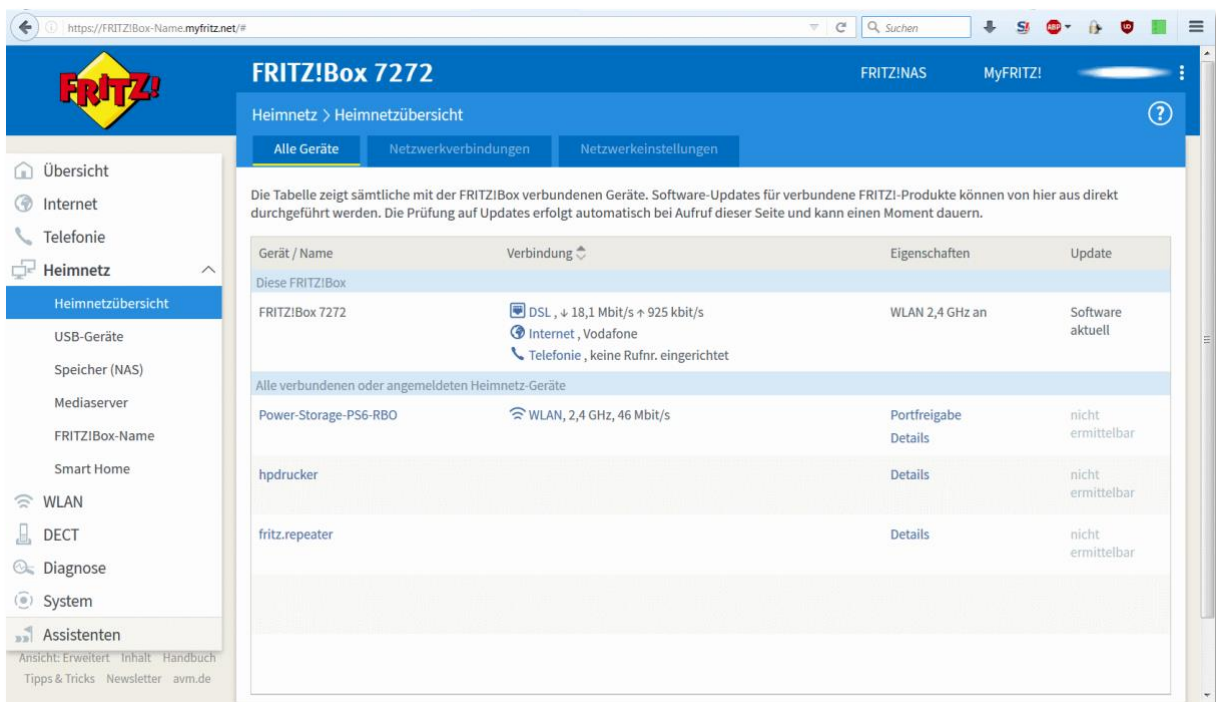 https://FRITZ!Box-Name.myfritz.net/#
Suchen
ABP
UD
FRITZ!
FRITZ!Box 7272
FRITZ!NAS
MyFRITZ!
Heimnetz > Heimnetzübersicht
?
Alle Geräte
Netzwerkverbindungen
Netzwerkeinstellungen
Übersicht
Internet
Telefonie
Heimnetz
Heimnetzübersicht
USB-Geräte
Speicher (NAS)
Mediaserver
FRITZ!Box-Name
Smart Home
WLAN
DECT
Diagnose
System
Assistenten
Ansicht: Erweitert Inhalt Handbuch
Tipps & Tricks Newsletter avm.de
Die Tabelle zeigt sämtliche mit der FRITZ!Box verbundenen Geräte. Software-Updates für verbundene FRITZ!-Produkte können von hier aus direkt
durchgeführt werden. Die Prüfung auf Updates erfolgt automatisch bei Aufruf dieser Seite und kann einen Moment dauern.
Gerät / Name Verbindung Eigenschaften Update
Diese FRITZ!Box
FRITZ!Box 7272 DSL , ↓ 18,1 Mbit/s ↑ 925 kbit/s WLAN 2,4 GHz an Software
aktuell
Internet , Vodafone
Telefonie , keine Rufnr. eingerichtet
Alle verbundenen oder angemeldeten Heimnetz-Geräte
Power-Storage-PS6-RBO WLAN, 2,4 GHz, 46 Mbit/s Portfreigabe nicht
Details ermittelbar
hpdrucker Details nicht
ermittelbar
fritz.repeater Details nicht
ermittelbar